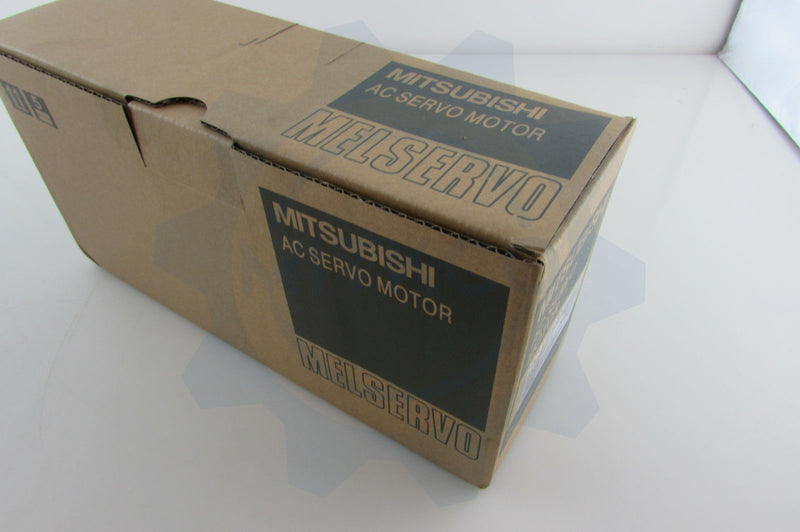 MITSUBISHI
AC SERVO MOTOR
MELSERVO
MITSUBISHI
AC SERVO MOTOR
MELSERVO